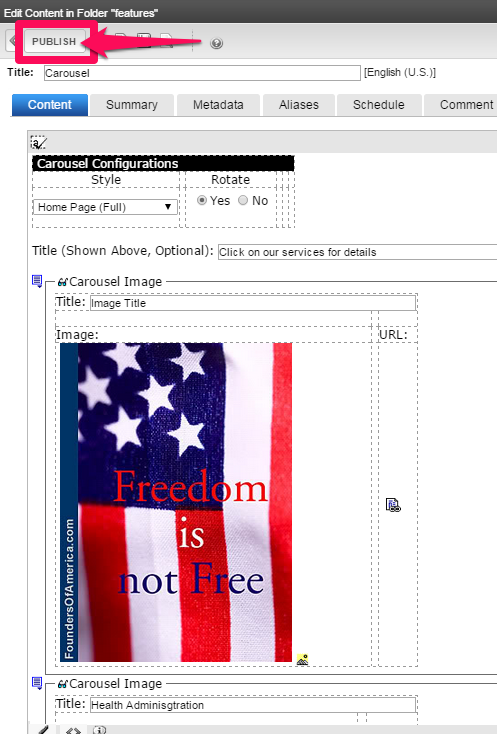 Edit Content in Folder "features"
PUBLISH
Title: Carousel [English (U.S.)]
Content Summary Metadata Aliases Schedule Comment
Carousel Configurations
Style Rotate
Home Page (Full) Yes No
Title (Shown Above, Optional): Click on our services for details
Carousel Image
Title: Image Title
Image: URL:
Freedom
is
not Free
FoundersOfAmerica.com
Carousel Image
Title: Health Adminisgtration